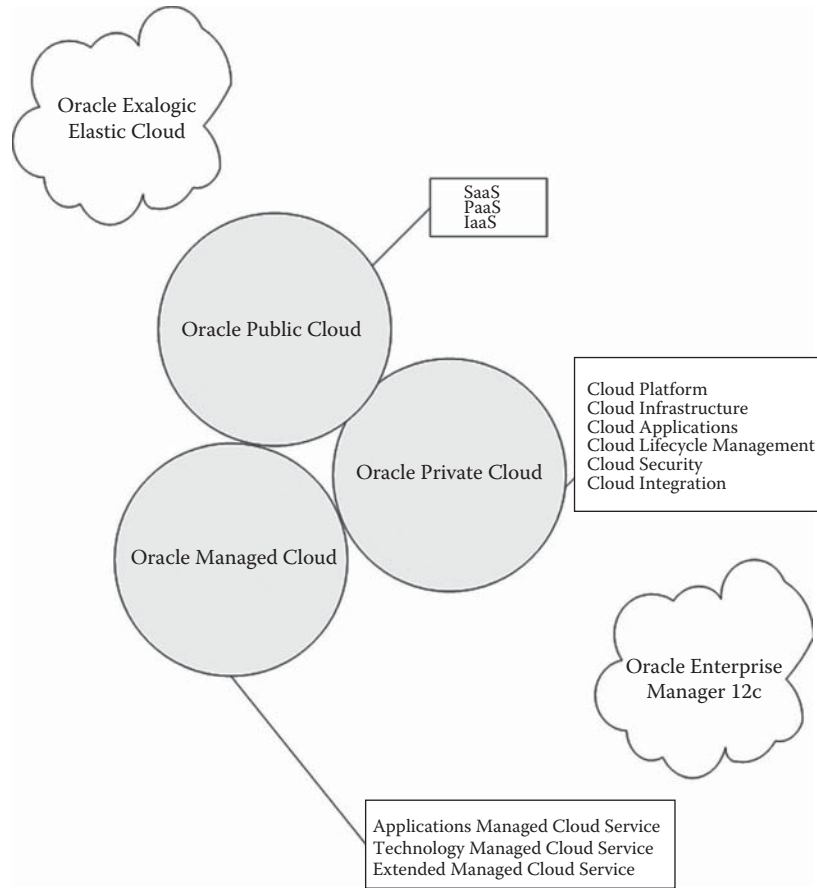 Oracle Exalogic
Elastic Cloud
SaaS
PaaS
IaaS
Oracle Public Cloud
Cloud Platform
Cloud Infrastructure
Cloud Applications
Cloud Lifecycle Management
Cloud Security
Cloud Integration
Oracle Private Cloud
Oracle Managed Cloud
Oracle Enterprise
Manager 12c
Applications Managed Cloud Service
Technology Managed Cloud Service
Extended Managed Cloud Service